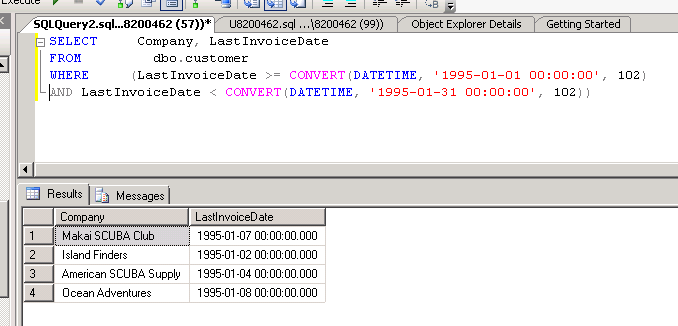 Execute
SQLQuery2.sql...8200462 (57))* U8200462.sql ...\8200462 (99)) Object Explorer Details Getting Started
SELECT Company, LastInvoiceDate
FROM dbo.customer
WHERE (LastInvoiceDate >= CONVERT(DATETIME, '1995-01-01 00:00:00', 102)
AND LastInvoiceDate < CONVERT(DATETIME, '1995-01-31 00:00:00', 102))
Results Messages
Company LastInvoiceDate
1 Makai SCUBA Club 1995-01-07 00:00:00.000
2 Island Finders 1995-01-02 00:00:00.000
3 American SCUBA Supply 1995-01-04 00:00:00.000
4 Ocean Adventures 1995-01-08 00:00:00.000